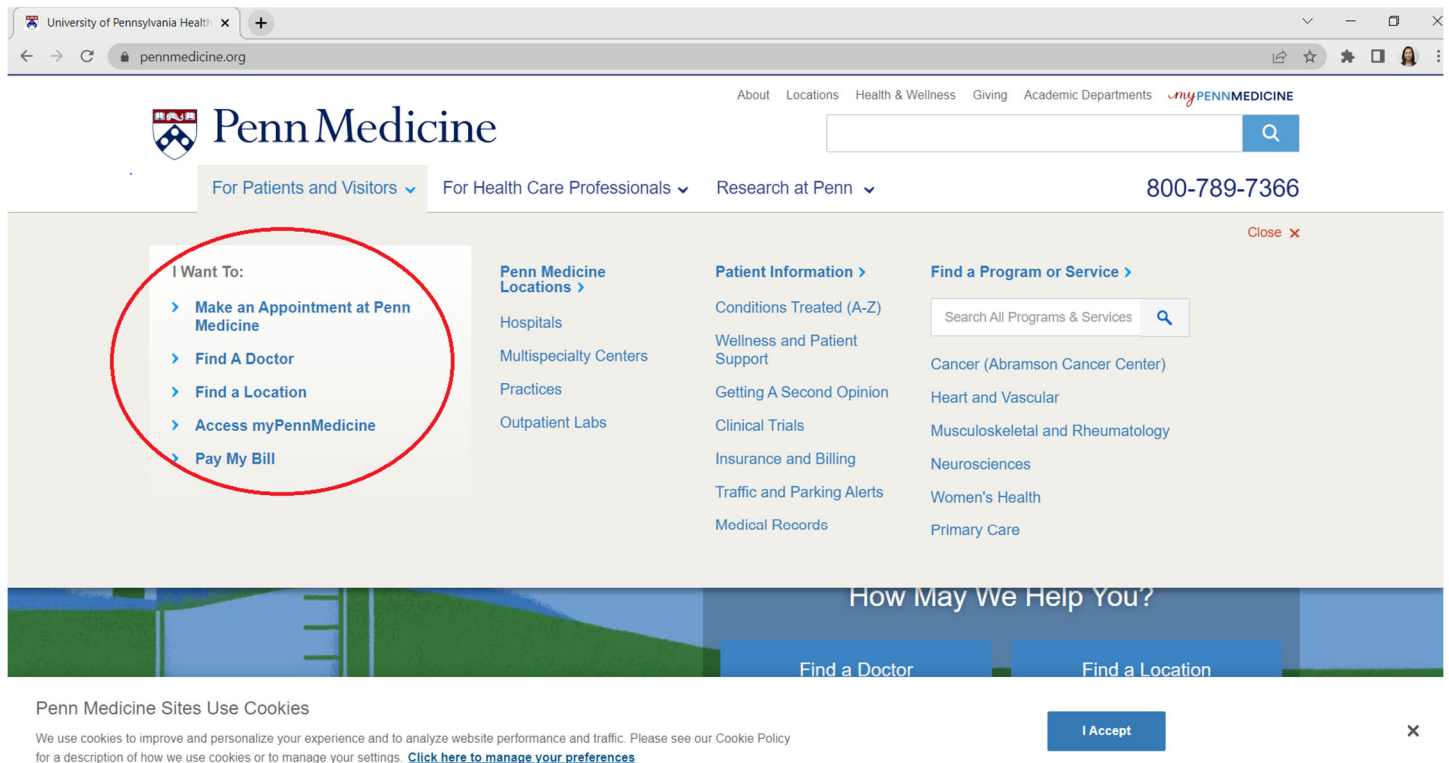 University of Pennsylvania Health
pennmedicine.org
About Locations Health & Wellness Giving Academic Departments myPENNMEDICINE
Penn Medicine
For Patients and Visitors For Health Care Professionals Research at Penn 800-789-7366
Close
I Want To:
Make an Appointment at Penn
Medicine
Find A Doctor
Find a Location
Access myPennMedicine
Pay My Bill
Penn Medicine
Locations
Hospitals
Multispecialty Centers
Practices
Outpatient Labs
Patient Information
Conditions Treated (A-Z)
Wellness and Patient
Support
Getting A Second Opinion
Clinical Trials
Insurance and Billing
Traffic and Parking Alerts
Medical Records
Find a Program or Service
Search All Programs & Services
Cancer (Abramson Cancer Center)
Heart and Vascular
Musculoskeletal and Rheumatology
Neurosciences
Women's Health
Primary Care
How May We Help You?
Find a Doctor Find a Location
Penn Medicine Sites Use Cookies
We use cookies to improve and personalize your experience and to analyze website performance and traffic. Please see our Cookie Policy
for a description of how we use cookies or to manage your settings. Click here to manage your preferences
I Accept